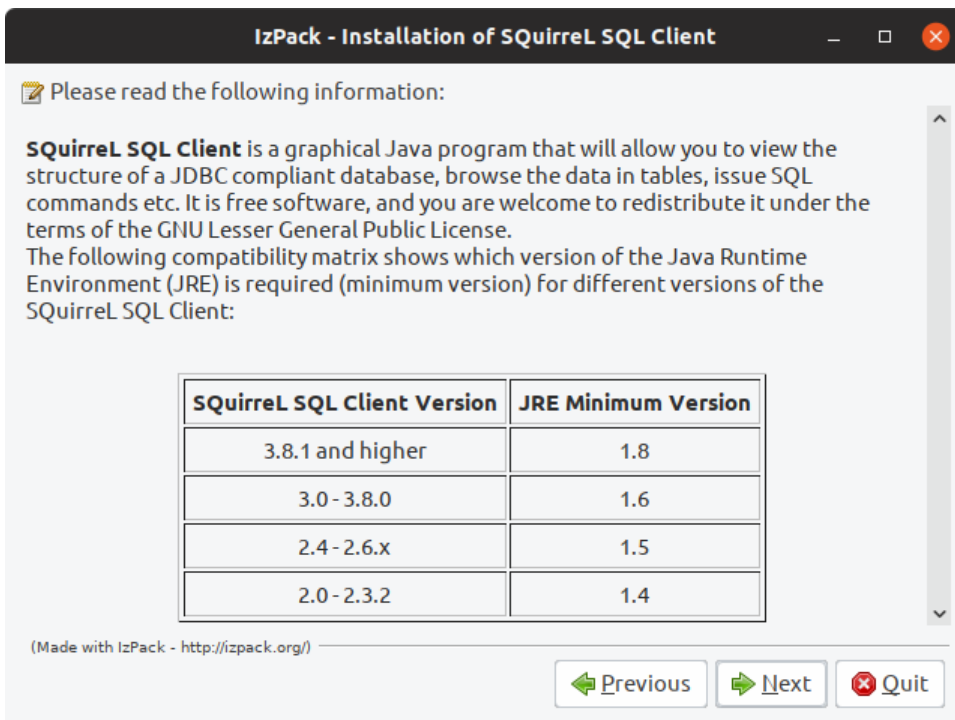 IzPack - Installation of SQuirreL SQL Client
Please read the following information:
SQuirreL SQL Client is a graphical Java program that will allow you to view the
structure of a JDBC compliant database, browse the data in tables, issue SQL
commands etc. It is free software, and you are welcome to redistribute it under the
terms of the GNU Lesser General Public License.
The following compatibility matrix shows which version of the Java Runtime
Environment (JRE) is required (minimum version) for different versions of the
SQuirreL SQL Client:
SQuirreL SQL Client Version JRE Minimum Version
3.8.1 and higher 1.8
3.0 - 3.8.0 1.6
2.4 - 2.6.x 1.5
2.0 - 2.3.2 1.4
(Made with IzPack - http://izpack.org/)
Previous Next Quit